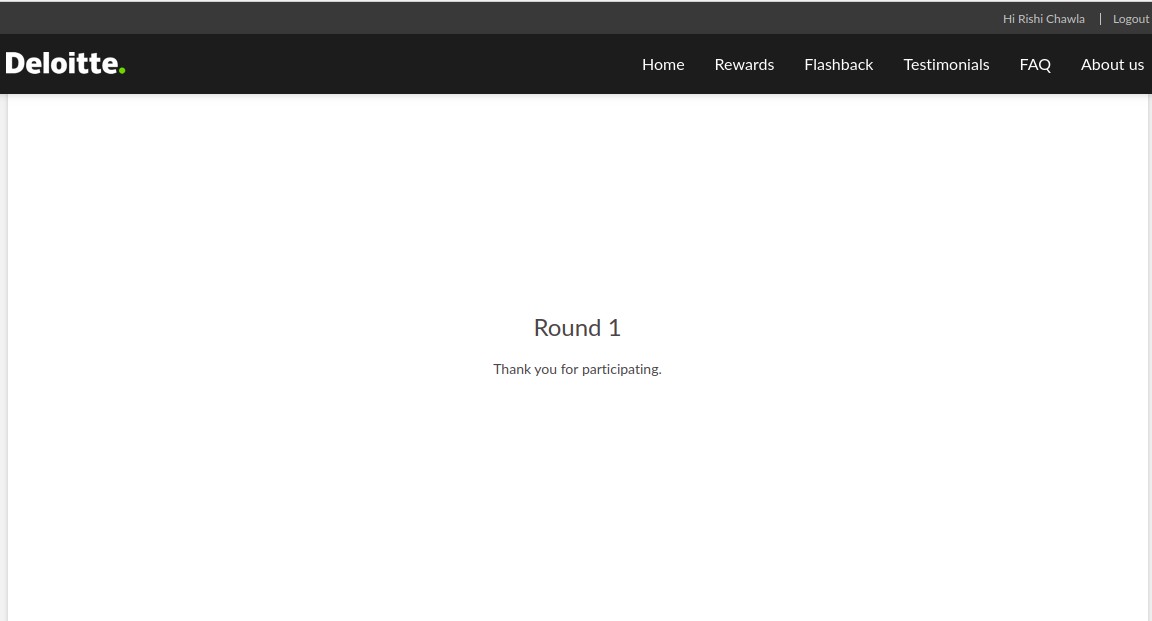 Hi Rishi Chawla | Logout
Deloitte.
Home Rewards Flashback Testimonials FAQ About us
Round 1
Thank you for participating.